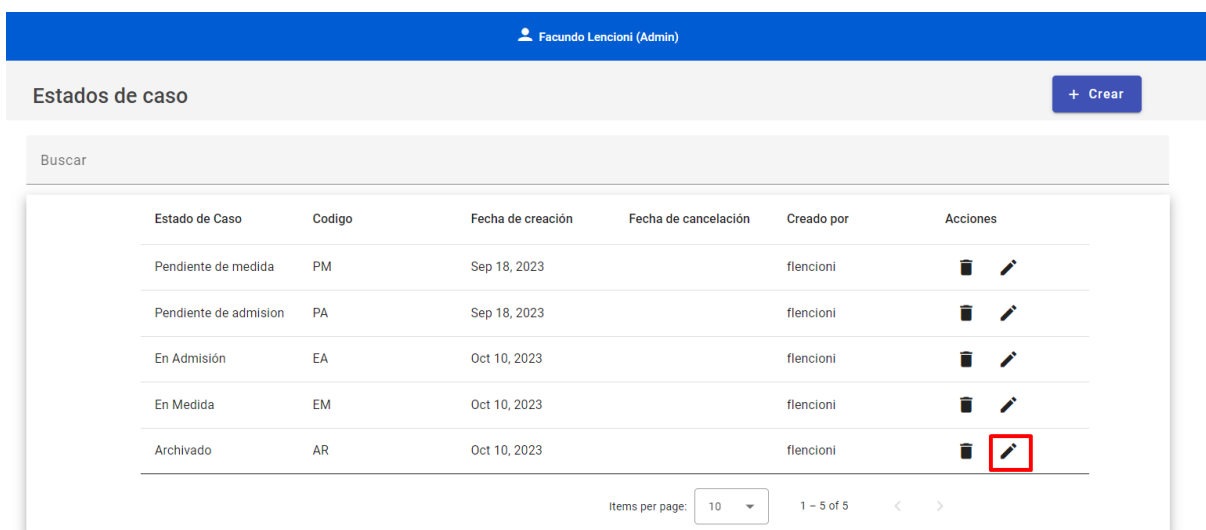 Facundo Lencioni (Admin)
Estados de caso
+ Crear
Buscar
Estado de Caso Codigo Fecha de creación Fecha de cancelación Creado por Acciones
Pendiente de medida PM Sep 18, 2023 flencioni
Pendiente de admision PA Sep 18, 2023 flencioni
En Admisión EA Oct 10, 2023 flencioni
En Medida EM Oct 10, 2023 flencioni
Archivado AR Oct 10, 2023 flencioni
Items per page: 10 1 – 5 of 5